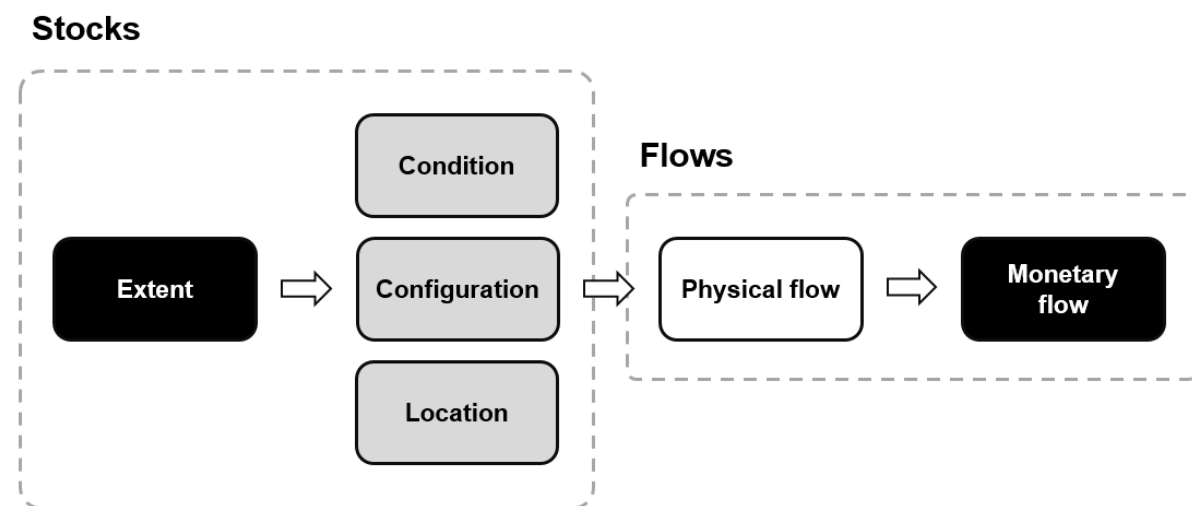 Stocks
Condition
Flows
Extent
Configuration
Physical flow
Monetary
flow
Location